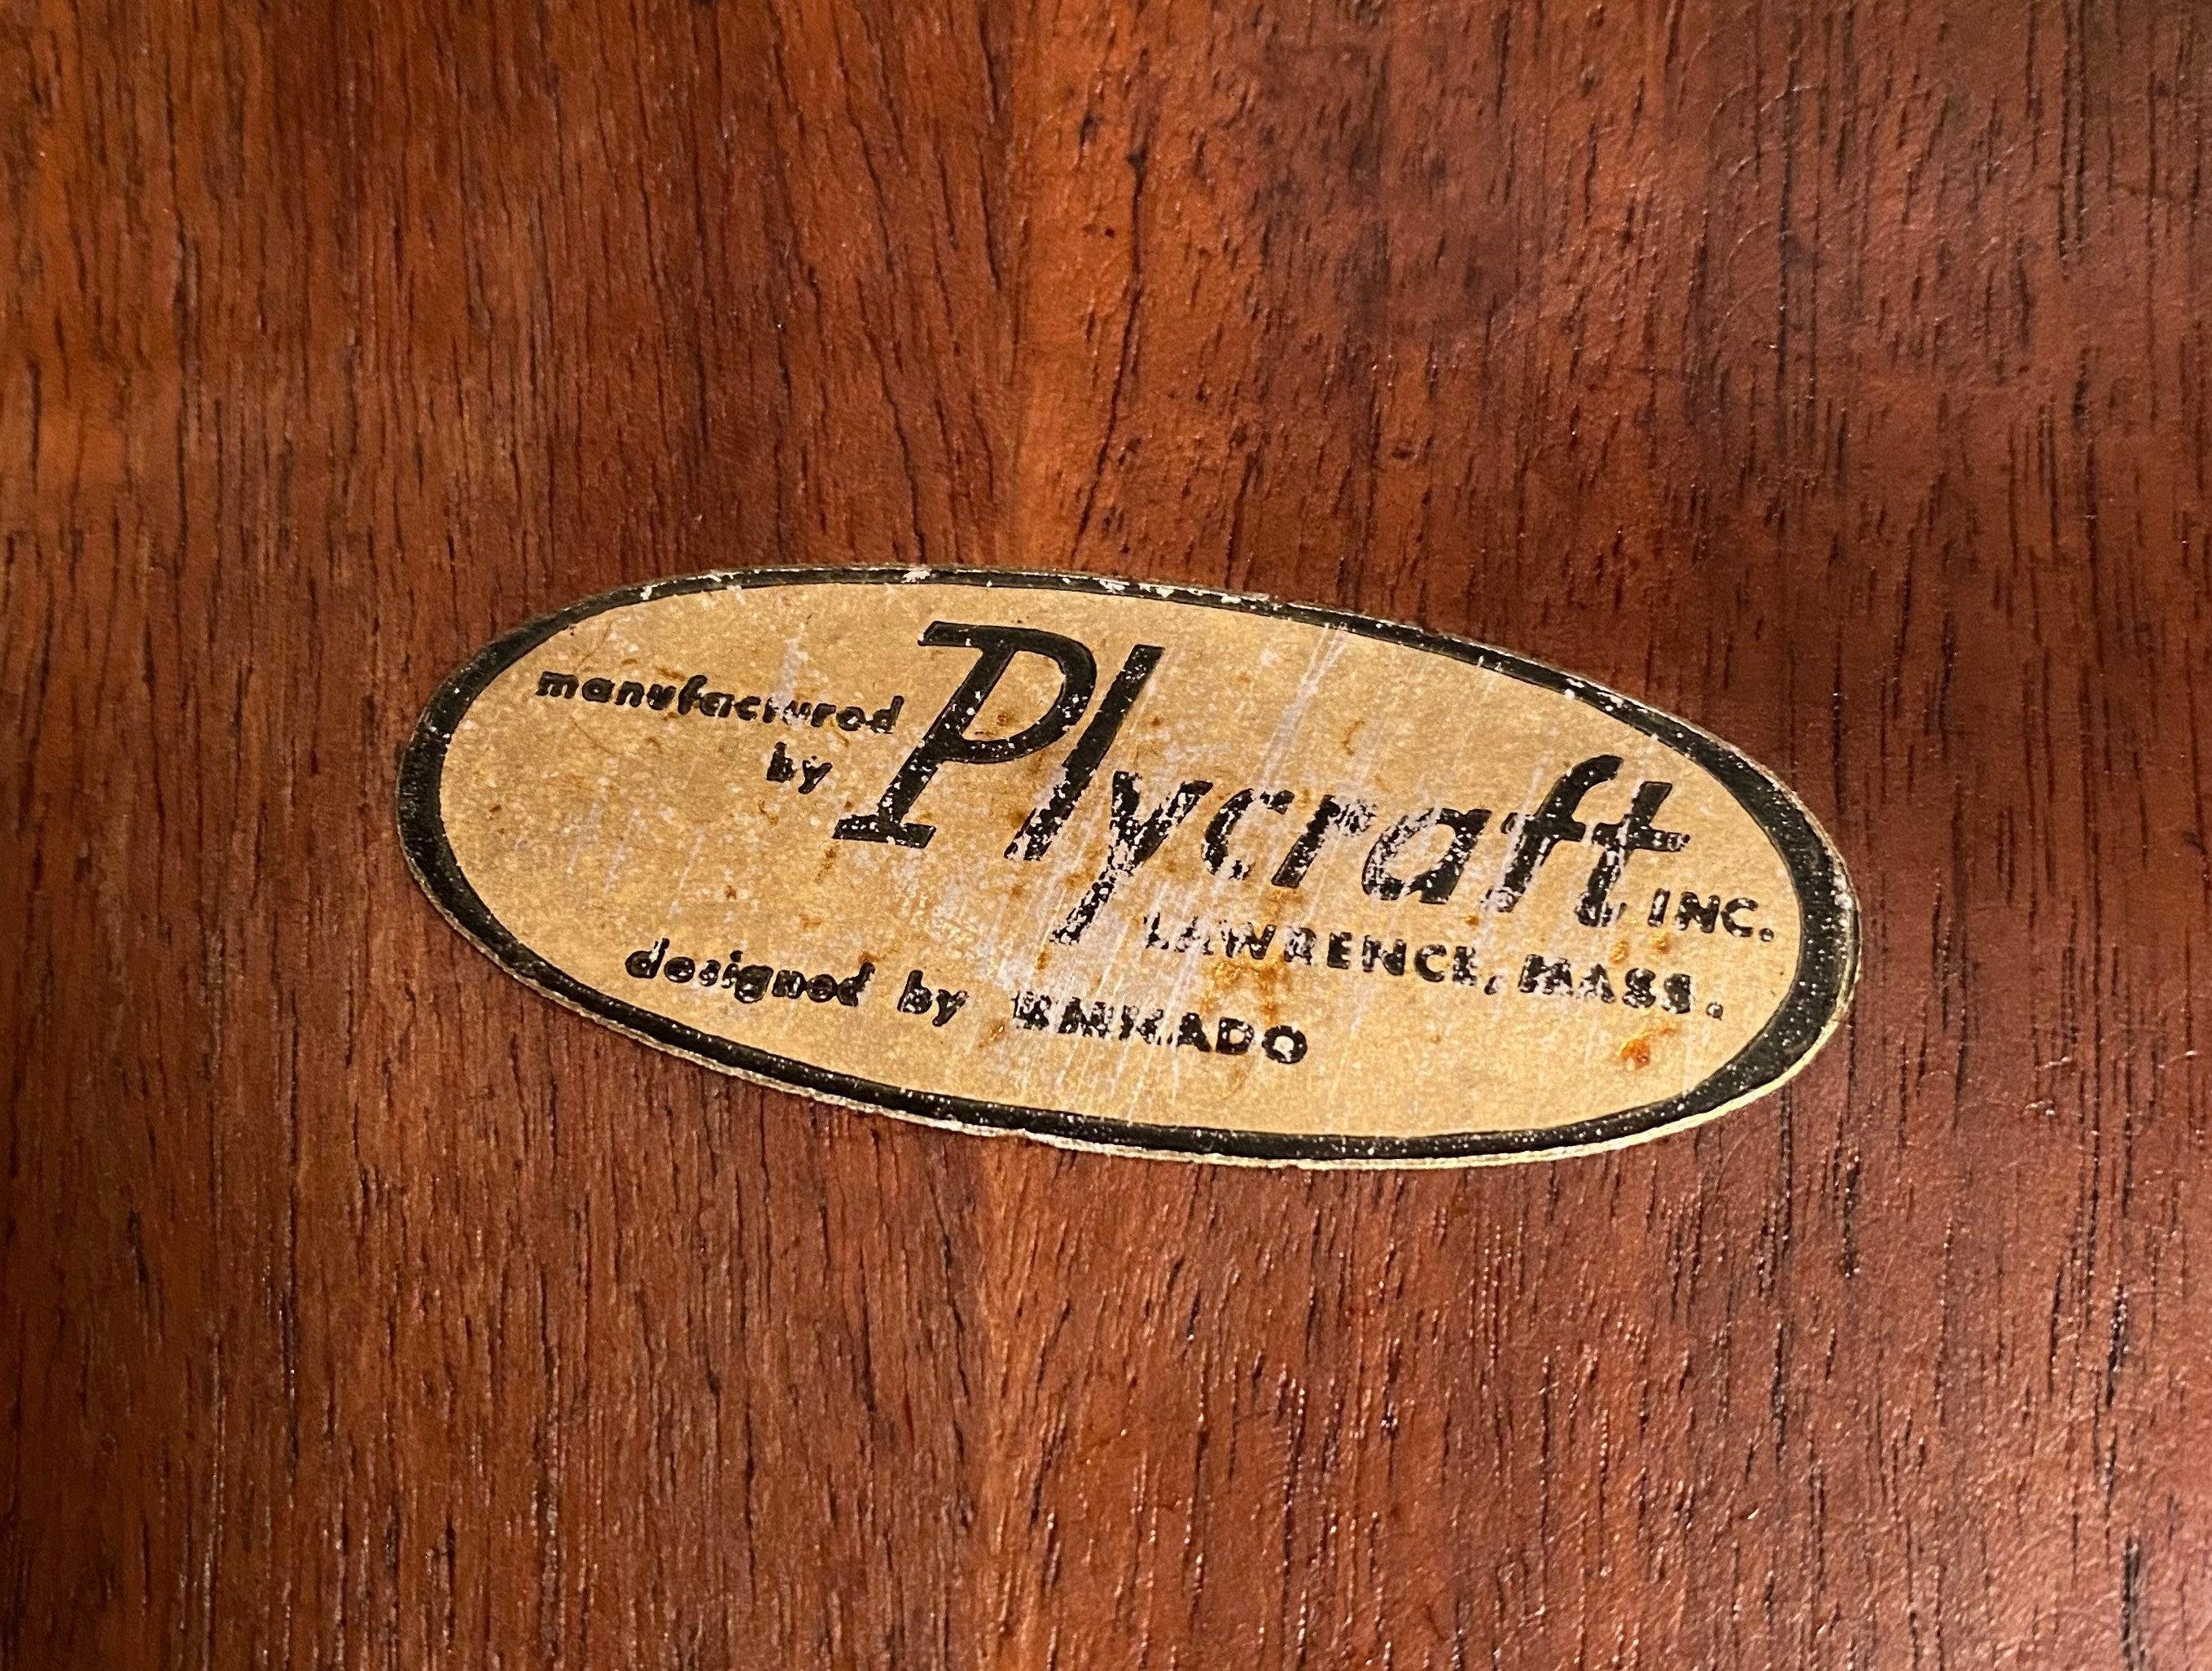 manufactured
by Plycraft INC.
LAWRENCE, MASS.
designed by